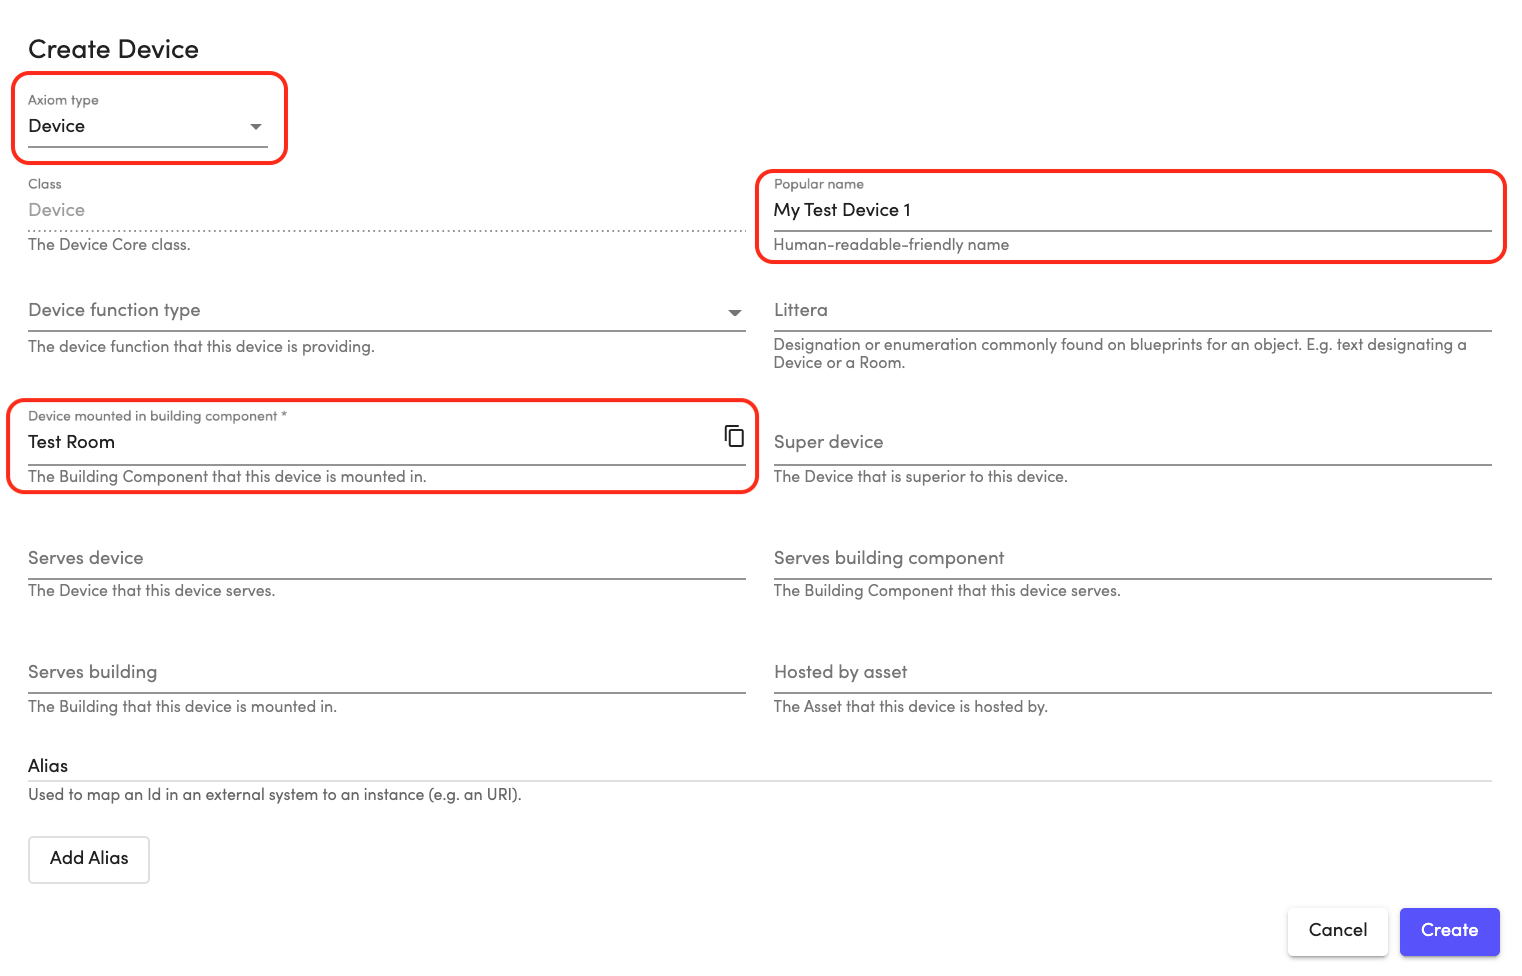 Create Device
Axiom type
Device
Class
Device
The Device Core class.
Popular name
My Test Device 1
Human-readable-friendly name
Device function type
The device function that this device is providing.
Littera
Designation or enumeration commonly found on blueprints for an object. E.g. text designating a
Device or a Room.
Device mounted in building component *
Test Room
The Building Component that this device is mounted in.
Super device
The Device that is superior to this device.
Serves device
The Device that this device serves.
Serves building component
The Building Component that this device serves.
Serves building
The Building that this device is mounted in.
Hosted by asset
The Asset that this device is hosted by.
Alias
Used to map an Id in an external system to an instance (e.g. an URI).
Add Alias
Cancel
Create